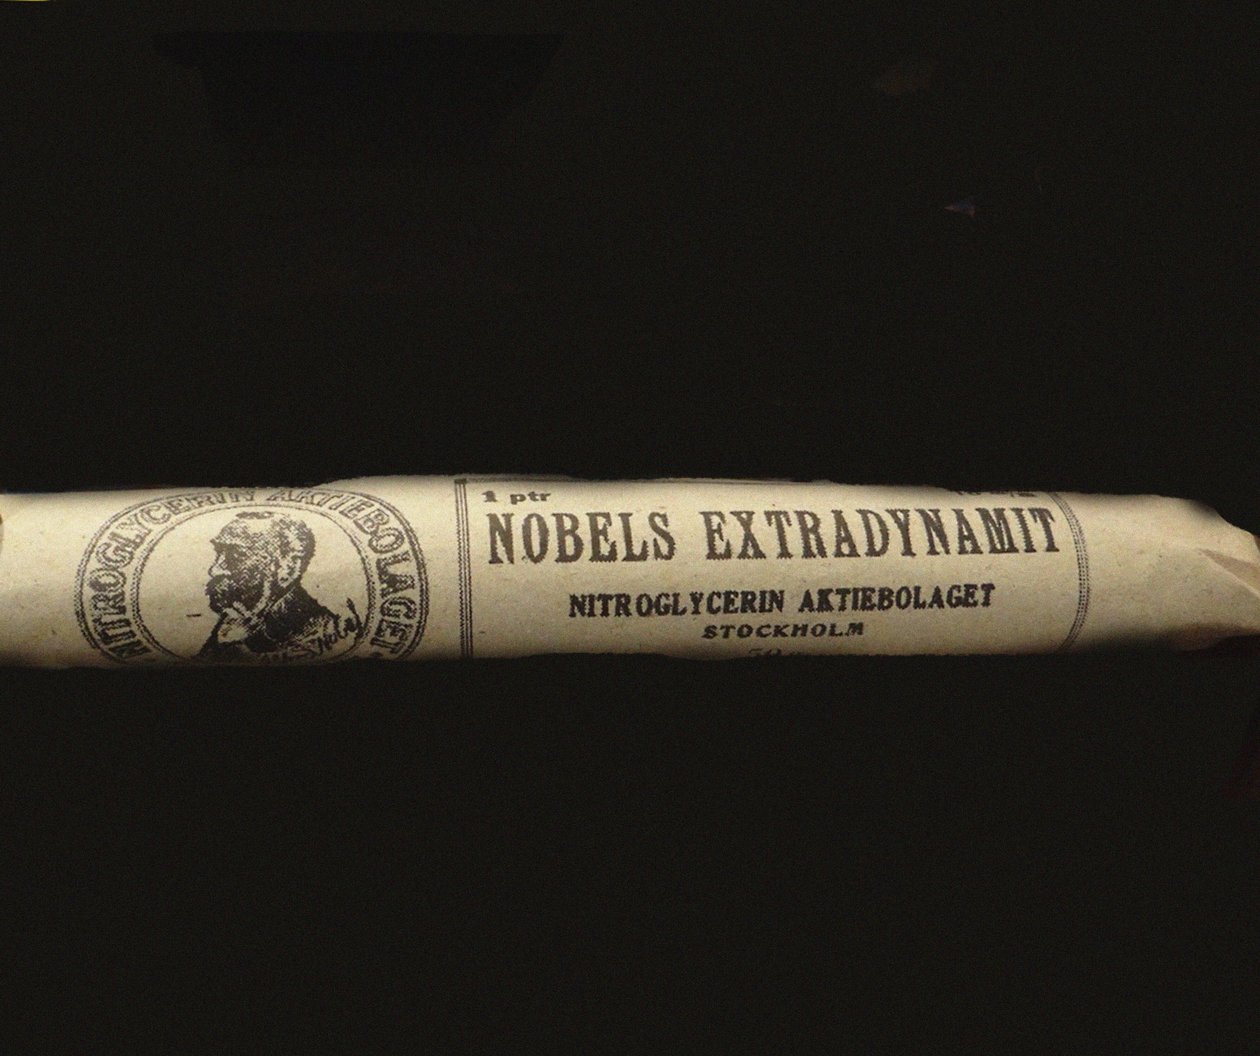 NITROGLYCERIN AKTIEBOLAGET
1 ptr
NOBELS EXTRADYNAMIT
NITROGLYCERIN AKTIEBOLAGET
STOCKHOLM